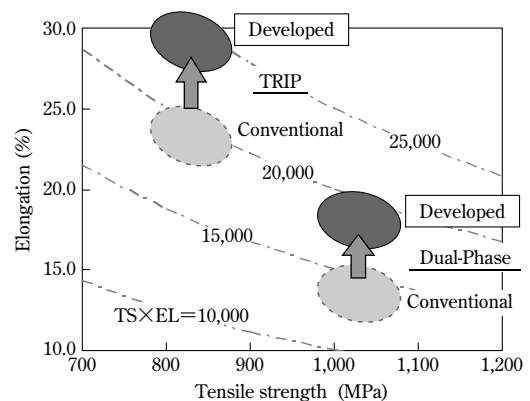 30.0
Developed
TRIP
25.0
Conventional
25,000
20,000
20.0
Developed
15,000
Dual-Phase
15.0
Conventional
TS×EL=10,000
10.0
700
800
900
1,000
1,100
1,200
Tensile strength (MPa)
Elongation (%)